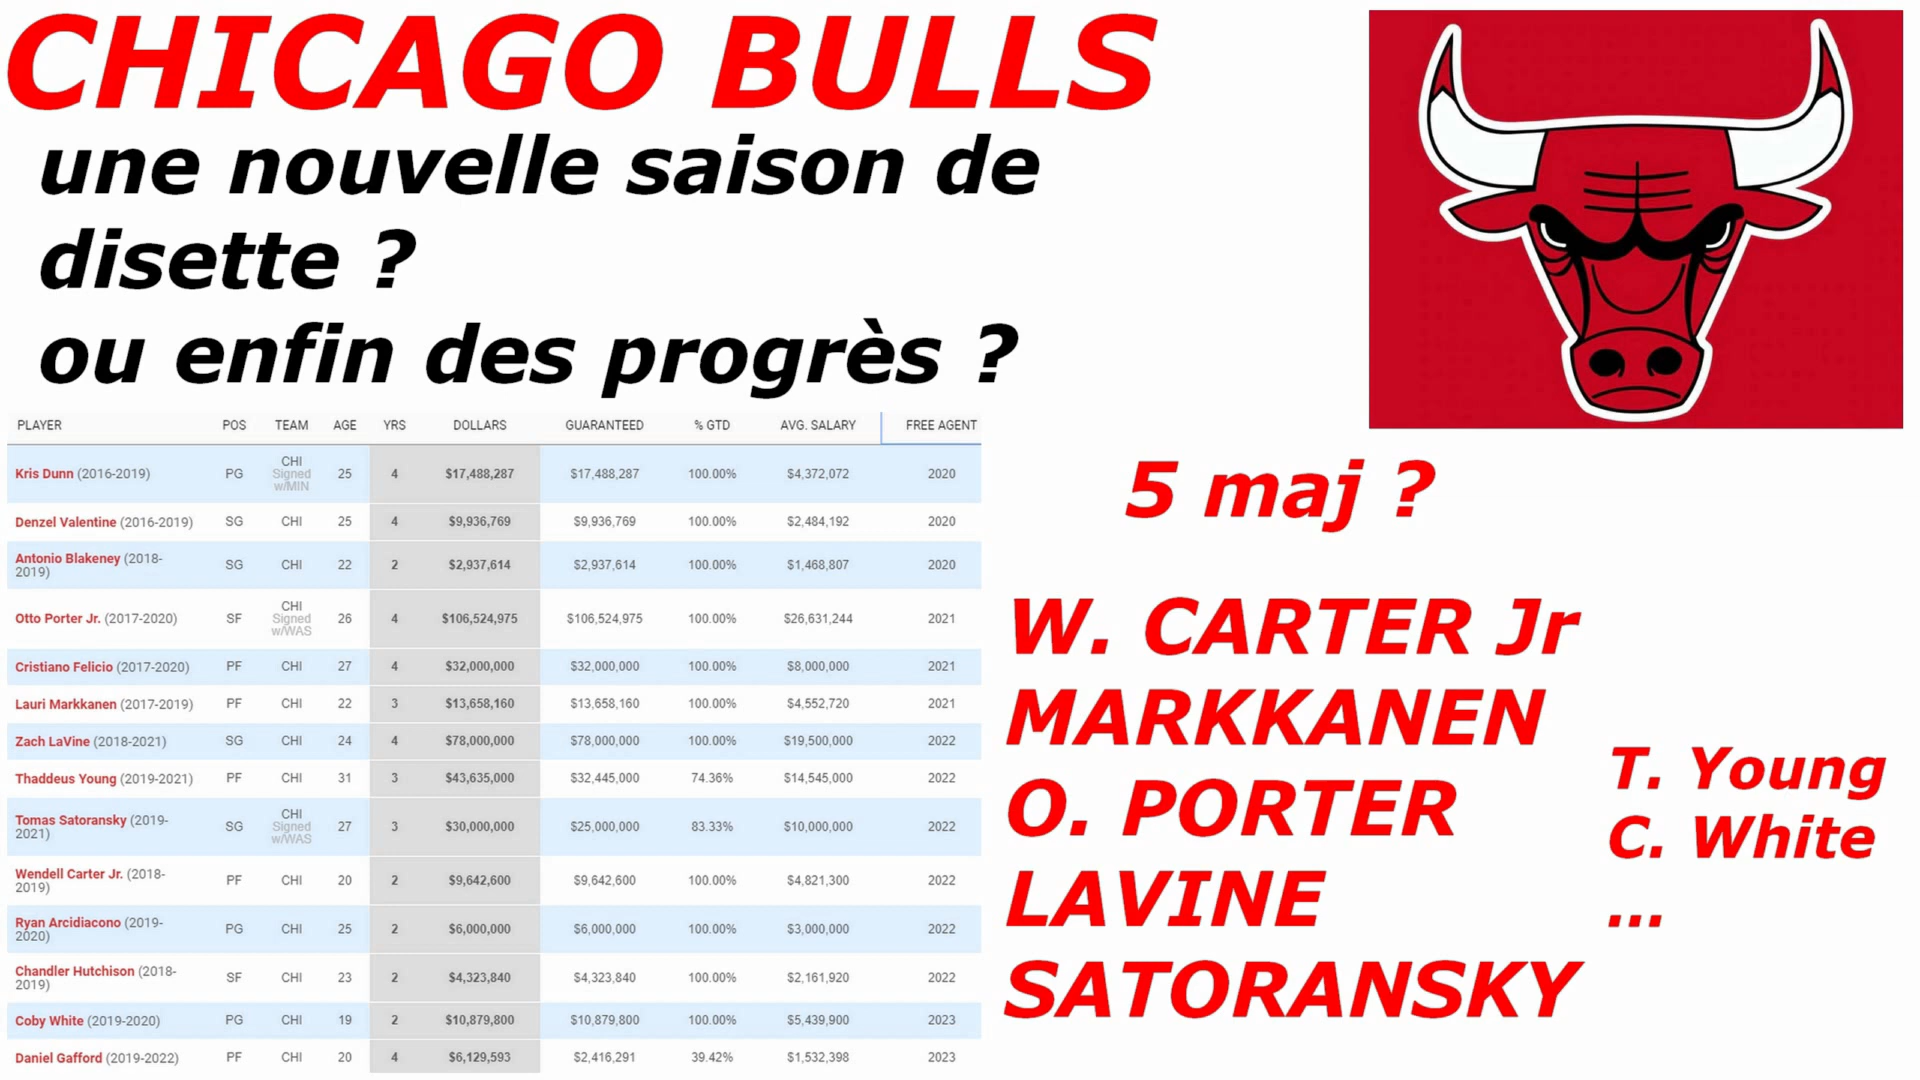 CHICAGO BULLS
une nouvelle saison de
disette ?
ou enfin des progrès ?
PLAYER POS TEAM AGE YRS DOLLARS GUARANTEED % GTD AVG. SALARY FREE AGENT
Kris Dunn (2016-2019) PG CHI Signed w/MIN 25 4 $17,488,287 $17,488,287 100.00% $4,372,072 2020
Denzel Valentine (2016-2019) SG CHI 25 4 $9,936,769 $9,936,769 100.00% $2,484,192 2020
Antonio Blakeney (2018-2019) SG CHI 22 2 $2,937,614 $2,937,614 100.00% $1,468,807 2020
Otto Porter Jr. (2017-2020) SF CHI Signed w/WAS 26 4 $106,524,975 $106,524,975 100.00% $26,631,244 2021
Cristiano Felicio (2017-2020) PF CHI 27 4 $32,000,000 $32,000,000 100.00% $8,000,000 2021
Lauri Markkanen (2017-2019) PF CHI 22 3 $13,658,160 $13,658,160 100.00% $4,552,720 2021
Zach LaVine (2018-2021) SG CHI 24 4 $78,000,000 $78,000,000 100.00% $19,500,000 2022
Thaddeus Young (2019-2021) PF CHI 31 3 $43,635,000 $32,445,000 74.36% $14,545,000 2022
Tomas Satoransky (2019-2021) SG CHI Signed w/WAS 27 3 $30,000,000 $25,000,000 83.33% $10,000,000 2022
Wendell Carter Jr. (2018-2019) PF CHI 20 2 $9,642,600 $9,642,600 100.00% $4,821,300 2022
Ryan Arcidiacono (2019-2020) PG CHI 25 2 $6,000,000 $6,000,000 100.00% $3,000,000 2022
Chandler Hutchison (2018-2019) SF CHI 23 2 $4,323,840 $4,323,840 100.00% $2,161,920 2022
Coby White (2019-2020) PG CHI 19 2 $10,879,800 $10,879,800 100.00% $5,439,900 2023
Daniel Gafford (2019-2022) PF CHI 20 4 $6,129,593 $2,416,291 39.42% $1,532,398 2023
5 maj ?
W. CARTER Jr
MARKKANEN
O. PORTER
LAVINE
SATORANSKY
T. Young
C. White
...